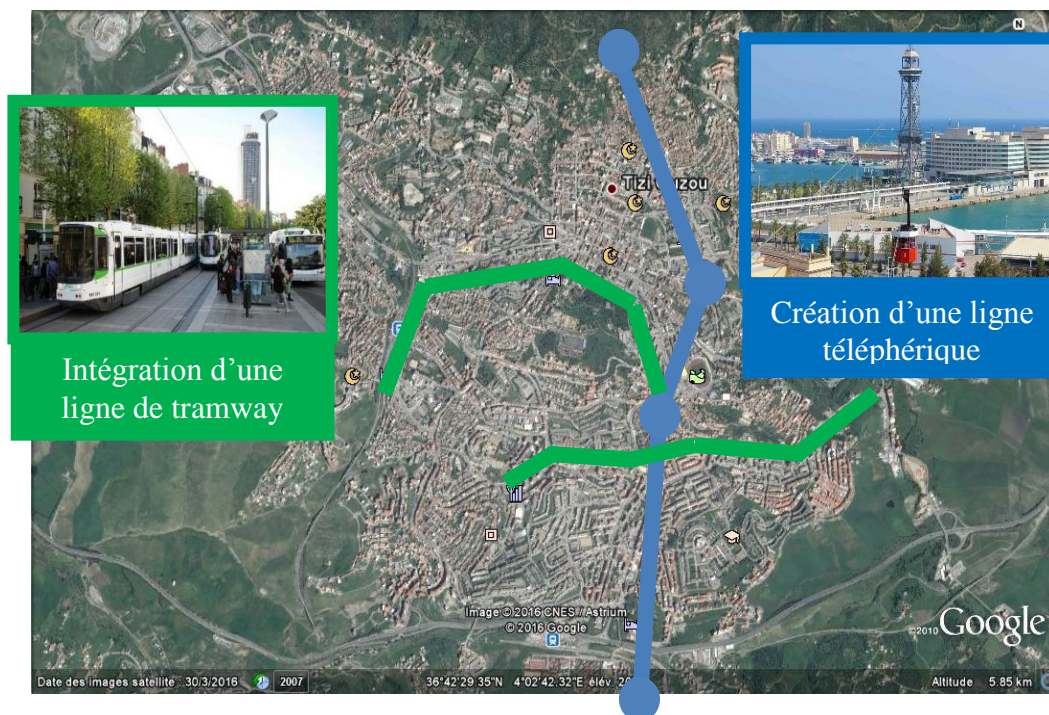 N
Tizi Ouzou
Intégration d’une
ligne de tramway
Création d’une ligne
téléphérique
Image © 2016 CNES / Astrium
© 2016 Google
©2010 Google
Date des images satellite : 30/3/2016 2007 36°42'29.35"N 4°02'42.32"E élév. Altitude 5.85 km